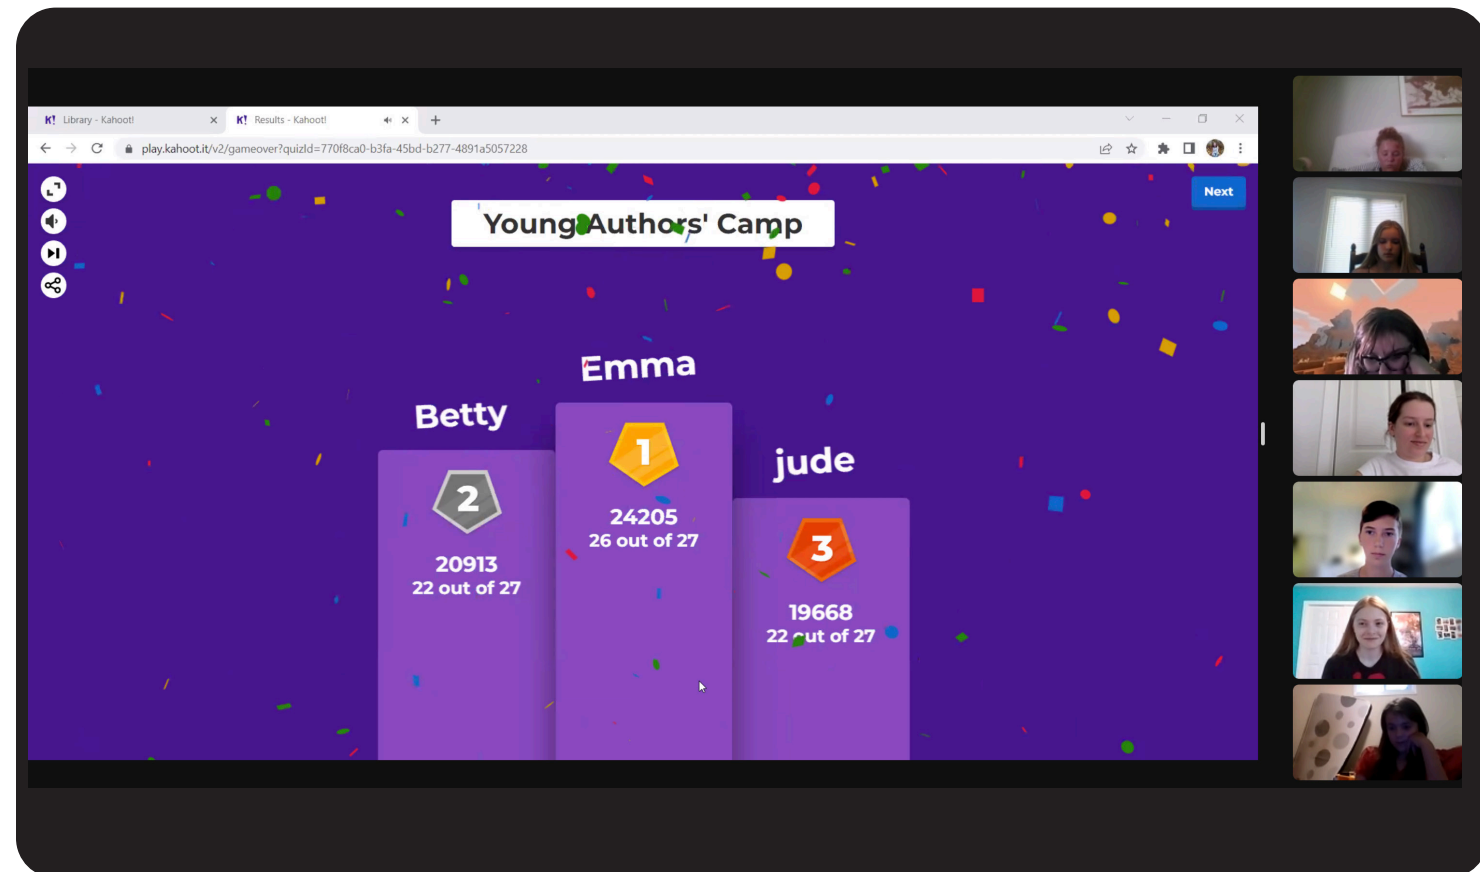 K! Library - Kahoot!
K! Results - Kahoot!
play.kahoot.it/v2/gameover?quizId=770f8ca0-b3fa-45bd-b277-4891a5057228
Next
Young Authors' Camp
Emma
Betty
jude
1
24205
26 out of 27
2
20913
22 out of 27
3
19668
22 out of 27